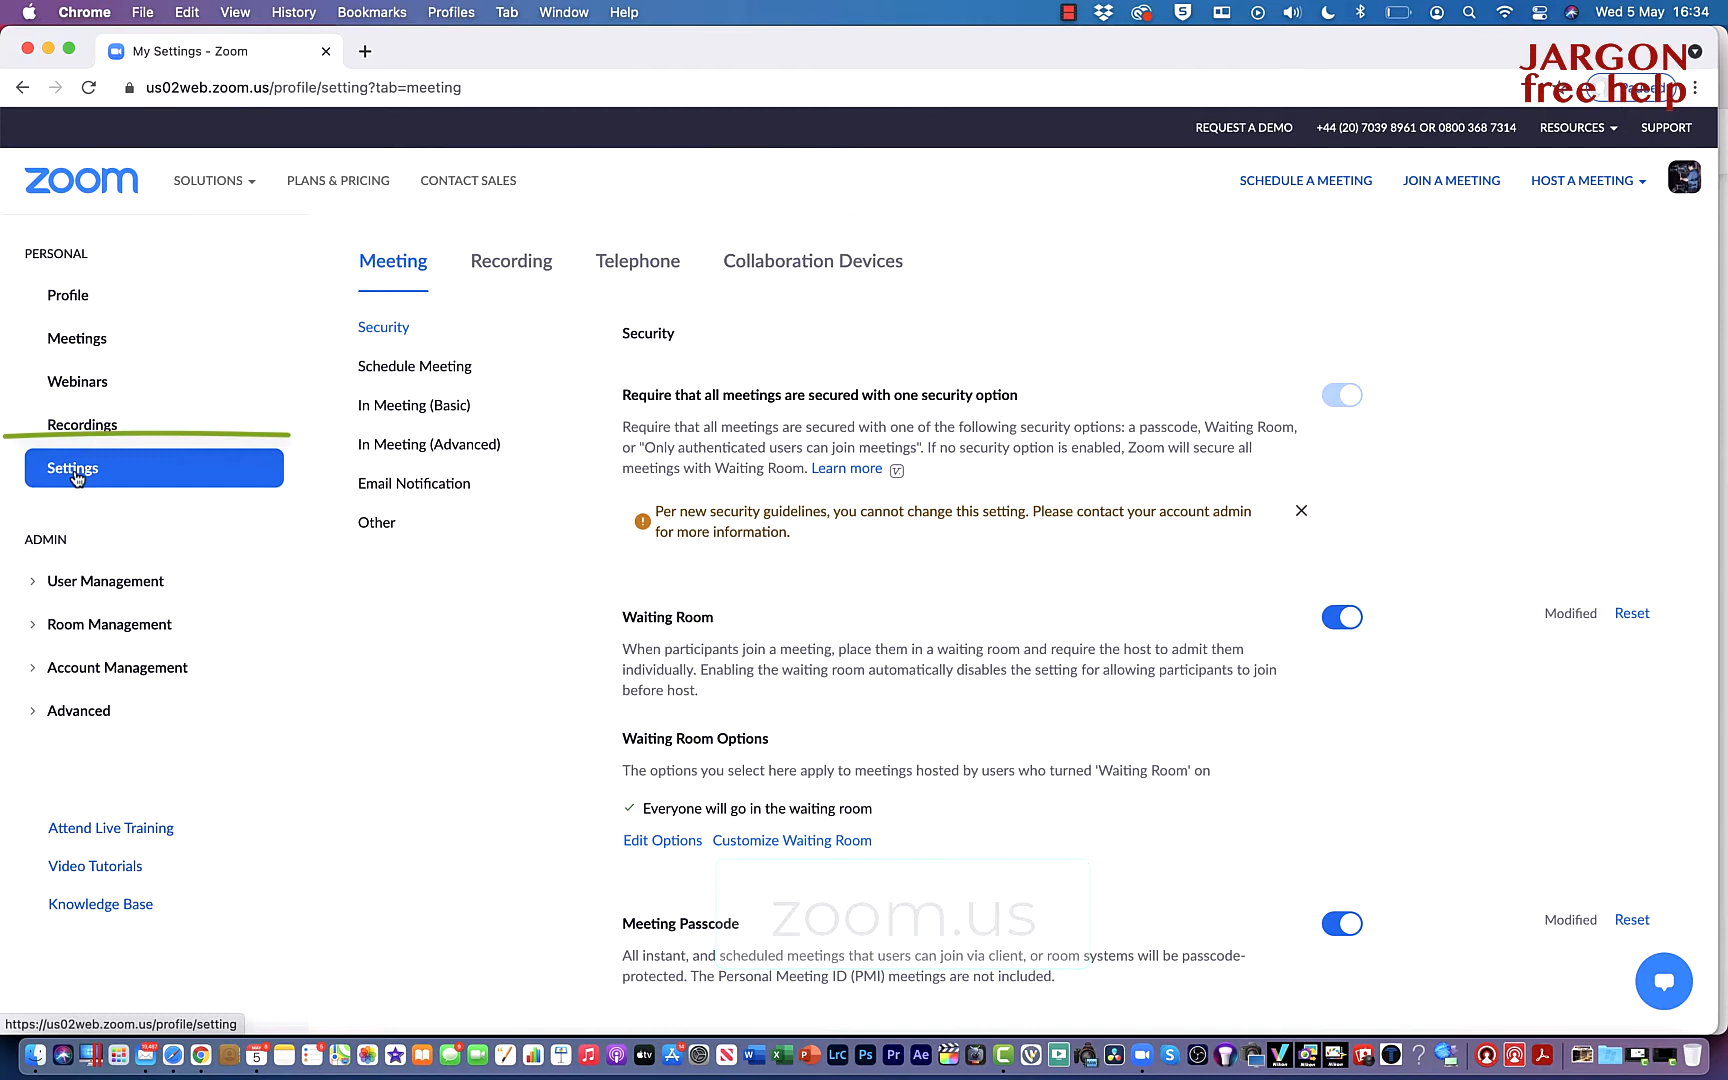 Chrome File Edit View History Bookmarks Profiles Tab Window Help
Wed 5 May 16:34
My Settings - Zoom
us02web.zoom.us/profile/setting?tab=meeting
JARGON
free help
REQUEST A DEMO +44 (20) 7039 8961 OR 0800 368 7314 RESOURCES SUPPORT
zoom SOLUTIONS PLANS & PRICING CONTACT SALES SCHEDULE A MEETING JOIN A MEETING HOST A MEETING
PERSONAL
Profile
Meetings
Webinars
Recordings
Settings
ADMIN
User Management
Room Management
Account Management
Advanced
Attend Live Training
Video Tutorials
Knowledge Base
Meeting Recording Telephone Collaboration Devices
Security
Schedule Meeting
In Meeting (Basic)
In Meeting (Advanced)
Email Notification
Other
Security
Require that all meetings are secured with one security option
Require that all meetings are secured with one of the following security options: a passcode, Waiting Room,
or "Only authenticated users can join meetings". If no security option is enabled, Zoom will secure all
meetings with Waiting Room. Learn more
Per new security guidelines, you cannot change this setting. Please contact your account admin
for more information.
Waiting Room
Modified Reset
When participants join a meeting, place them in a waiting room and require the host to admit them
individually. Enabling the waiting room automatically disables the setting for allowing participants to join
before host.
Waiting Room Options
The options you select here apply to meetings hosted by users who turned 'Waiting Room' on
Everyone will go in the waiting room
Edit Options Customize Waiting Room
zoom.us
Meeting Passcode
Modified Reset
All instant, and scheduled meetings that users can join via client, or room systems will be passcode-
protected. The Personal Meeting ID (PMI) meetings are not included.
https://us02web.zoom.us/profile/setting